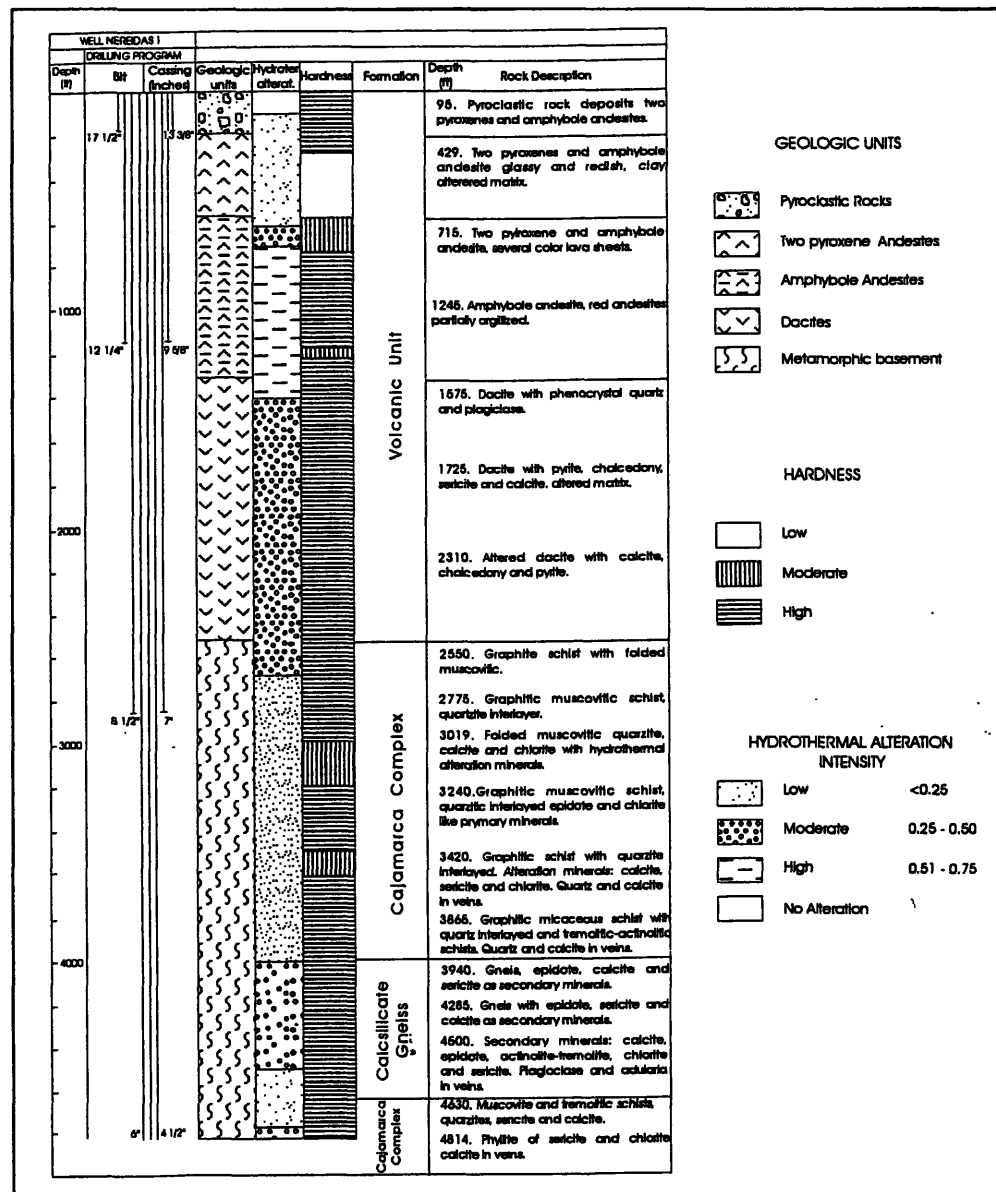 WELL NEREIDAS 1
DRILLING PROGRAM
Depth (ft)
Bit
Cassing (inches)
Geologic units
Hydroter alterat.
Hardness
Formation
Depth (ft)
Rock Description
17 1/2"
13 3/8"
1000
12 1/4"
9 5/8"
2000
8 1/2"
7"
3000
4000
6"
4 1/2"
Volcanic Unit
Cajamarca Complex
Calcsilicate Gneiss
Cajamarca Complex
95. Pyroclastic rock deposits two
pyroxenes and amphybole andesites.
429. Two pyroxenes and amphybole
andesite glassy and redish, clay
alterered matrix.
715. Two pyroxene and amphybole
andesite, several color lava sheets.
1245. Amphybole andesite, red andesites
partially argilized.
1575. Dacite with phenocrystal quartz
and plagiclase.
1725. Dacite with pyrite, chalcedony,
sericite and calcite, altered matrix.
2310. Altered dacite with calcite,
chalcedony and pyrite.
2550. Graphite schist with folded
muscovitic.
2775. Graphitic muscovitic schist,
quartzite interlayer.
3019. Folded muscovitic quarzite,
calcite and chlorite with hydrothermal
alteration minerals.
3240.Graphitic muscovitic schist,
quarzitic interlayed epidote and chlorite
like prymary minerals.
3420. Graphitic schist with quarzite
interlayed. Alteration minerals: calcite,
sericite and chlorite. Quartz and calcite
in veins.
3865. Graphitic micaceous schist with
quartz interlayed and tremolitic-actinolitic
schists. Quartz and calcite in veins.
3940. Gneis, epidote, calcite and
sericite as secondary minerals.
4285. Gneis with epidote, sericite and
calcite as secondary minerals.
4500. Secondary minerals: calcite,
epidote, actinolite-tremolite, chlorite
and sericite. Plagioclase and adularia
in veins.
4630. Muscovite and tremolitic schists,
quarzites, sericite and calcite.
4814. Phylite of sericite and chlorite
calcite in veins.
GEOLOGIC UNITS
Pyroclastic Rocks
Two pyroxene Andesites
Amphybole Andesites
Dacites
Metamorphic basement
HARDNESS
Low
Moderate
High
HYDROTHERMAL ALTERATION
INTENSITY
Low <0.25
Moderate 0.25 - 0.50
High 0.51 - 0.75
No Alteration